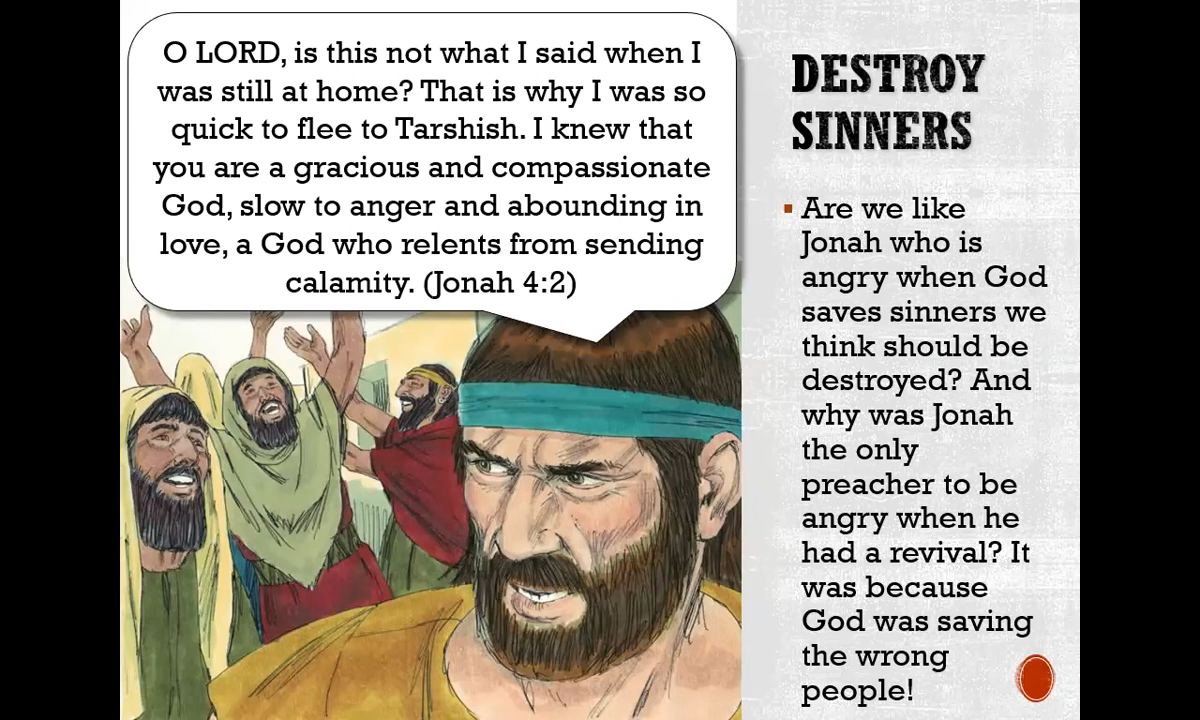 O LORD, is this not what I said when I
was still at home? That is why I was so
quick to flee to Tarshish. I knew that
you are a gracious and compassionate
God, slow to anger and abounding in
love, a God who relents from sending
calamity. (Jonah 4:2)
DESTROY
SINNERS
▪ Are we like
Jonah who is
angry when God
saves sinners we
think should be
destroyed? And
why was Jonah
the only
preacher to be
angry when he
had a revival? It
was because
God was saving
the wrong
people!